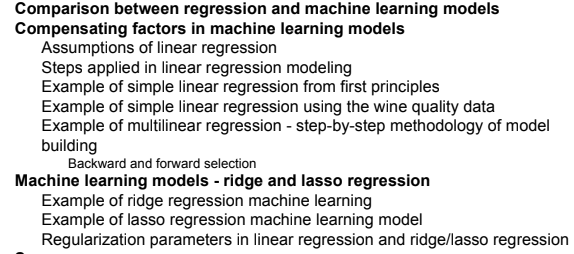 Comparison between regression and machine learning models
Compensating factors in machine learning models
Assumptions of linear regression
Steps applied in linear regression modeling
Example of simple linear regression from first principles
Example of simple linear regression using the wine quality data
Example of multilinear regression - step-by-step methodology of model
building
Backward and forward selection
Machine learning models - ridge and lasso regression
Example of ridge regression machine learning
Example of lasso regression machine learning model
Regularization parameters in linear regression and ridge/lasso regression